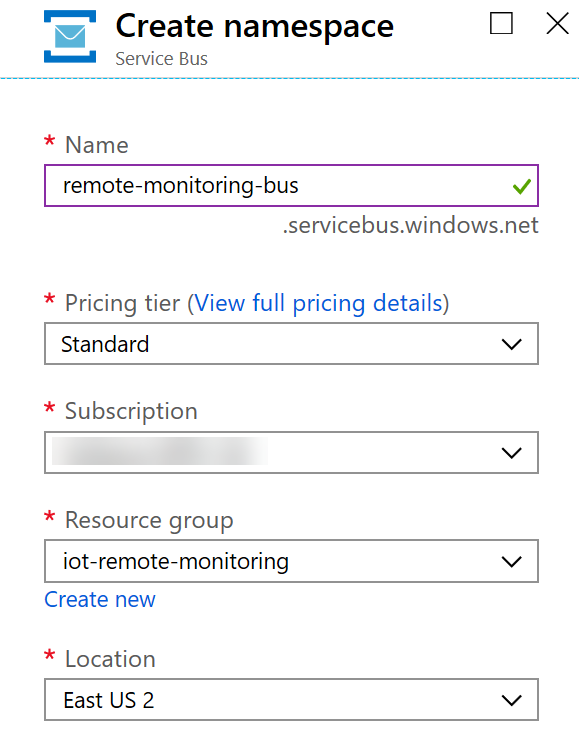 Create namespace
Service Bus
* Name
remote-monitoring-bus
.servicebus.windows.net
* Pricing tier (View full pricing details)
Standard
* Subscription
* Resource group
iot-remote-monitoring
Create new
* Location
East US 2